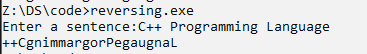 Z:\DS\code>reversing.exe
Enter a sentence:C++ Programming Language
++CgnimmargorPegaugnaL